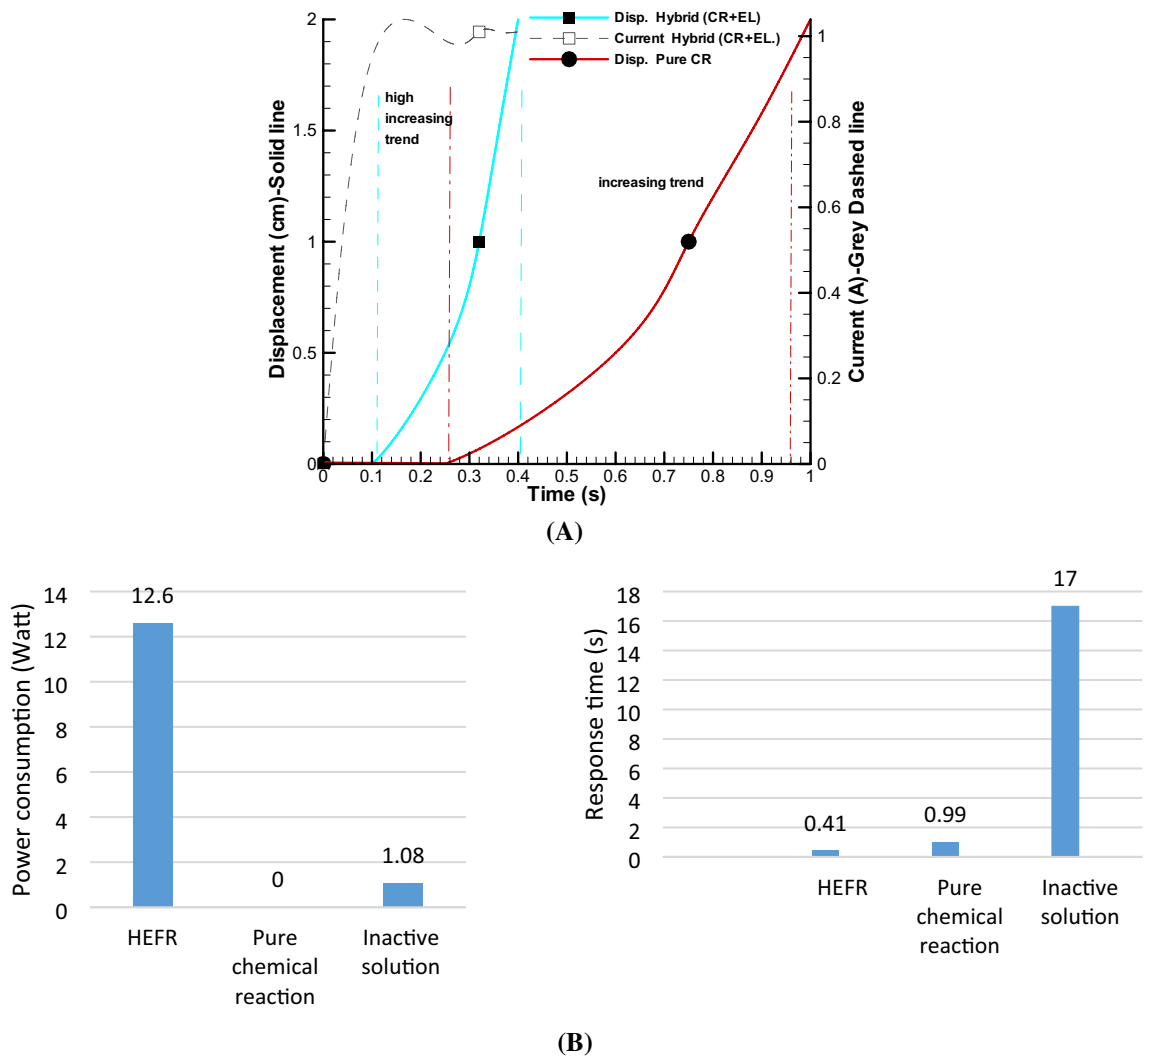 Disp. Hybrid (CR+EL)
Current Hybrid (CR+EL.)
Disp. Pure CR
high
increasing
trend
increasing trend
Displacement (cm)-Solid line
2
1.5
1
0.5
0
Current (A)-Grey Dashed line
1
0.8
0.6
0.4
0.2
0
0 0.1 0.2 0.3 0.4 0.5 0.6 0.7 0.8 0.9 1
Time (s)
(A)
Power consumption (Watt)
14
12
10
8
6
4
2
0
12.6
0
1.08
HEFR
Pure
chemical
reaction
Inactive
solution
Response time (s)
18
16
14
12
10
8
6
4
2
0
0.41
0.99
17
HEFR
Pure
chemical
reaction
Inactive
solution
(B)